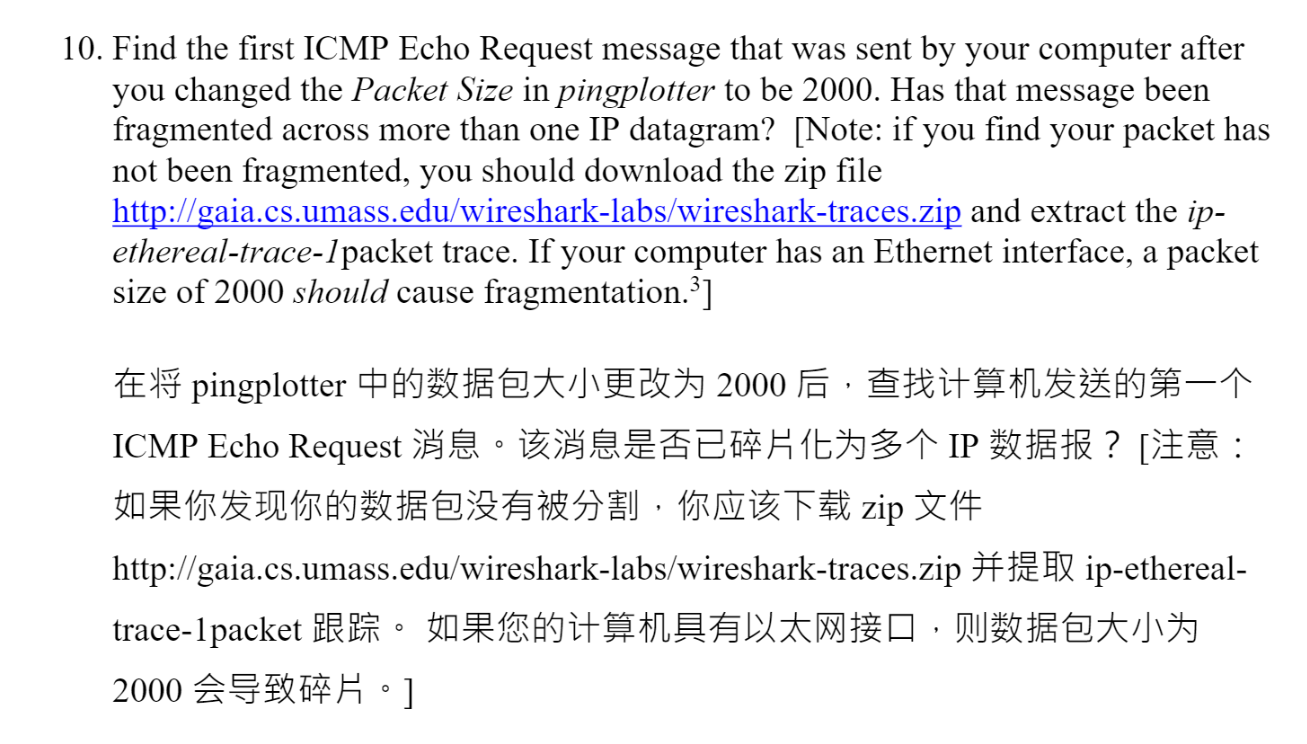 10. Find the first ICMP Echo Request message that was sent by your computer after
you changed the Packet Size in pingplotter to be 2000. Has that message been
fragmented across more than one IP datagram?  [Note: if you find your packet has
not been fragmented, you should download the zip file
http://gaia.cs.umass.edu/wireshark-labs/wireshark-traces.zip and extract the ip-
ethereal-trace-1packet trace. If your computer has an Ethernet interface, a packet
size of 2000 should cause fragmentation.3]
在将 pingplotter 中的数据包大小更改为 2000 后，查找计算机发送的第一个
ICMP Echo Request 消息。该消息是否已碎片化为多个 IP 数据报？[注意：
如果你发现你的数据包没有被分割，你应该下载 zip 文件
http://gaia.cs.umass.edu/wireshark-labs/wireshark-traces.zip 并提取 ip-ethereal-
trace-1packet 跟踪。 如果您的计算机具有以太网接口，则数据包大小为
2000 会导致碎片。]